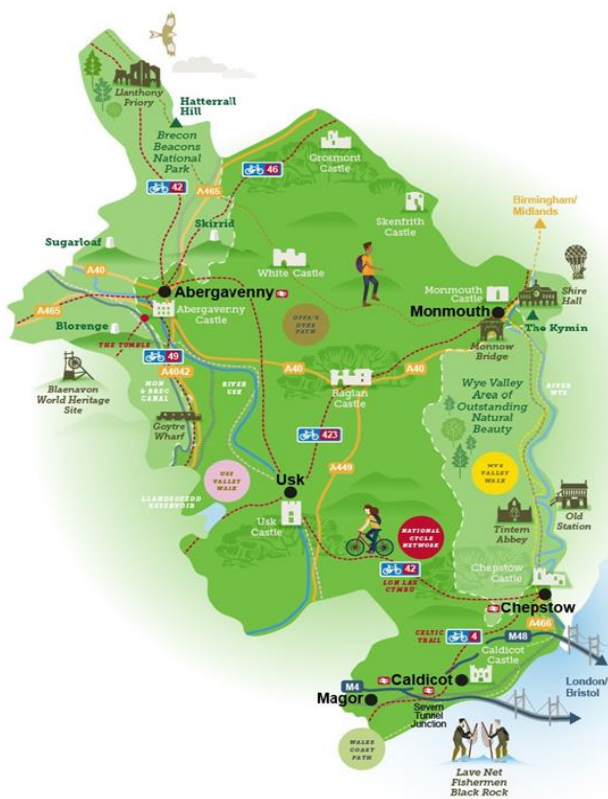 Llanthony
Priory
Hatterrall
Hill
Brecon
Beacons
National
Park
42
46
A465
Grosmont
Castle
Skenfrith
Castle
Birmingham/
Midlands
Skirrid
Sugarloaf
White Castle
A40
Abergavenny
Abergavenny
Castle
A465
Blorenge
THE TUMBLE
OFFA'S
DYKE
PATH
Monmouth
Castle
Monmouth
Shire
Hall
The Kymin
Monnow
Bridge
49
A4042
Blaenavon
World Heritage
Site
MON
& BREC
CANAL
RIVER
USK
A40
A40
Raglan
Castle
Wye Valley
Area of
Outstanding
Natural
Beauty
RIVER
WYE
Goytre
Wharf
423
A449
USK
VALLEY
WALK
WYE
VALLEY
WALK
Usk
Usk
Castle
LLANDEGFEDD
RESERVOIR
NATIONAL
CYCLE
NETWORK
Tintern
Abbey
Old
Station
42
LON LAS
CYMRU
Chepstow
Castle
Chepstow
A466
CELTIC
TRAIL
4
M48
Caldicot
Castle
Caldicot
London/
Bristol
M4
Magor
Severn
Tunnel
Junction
WALES
COAST
PATH
Lave Net
Fishermen
Black Rock